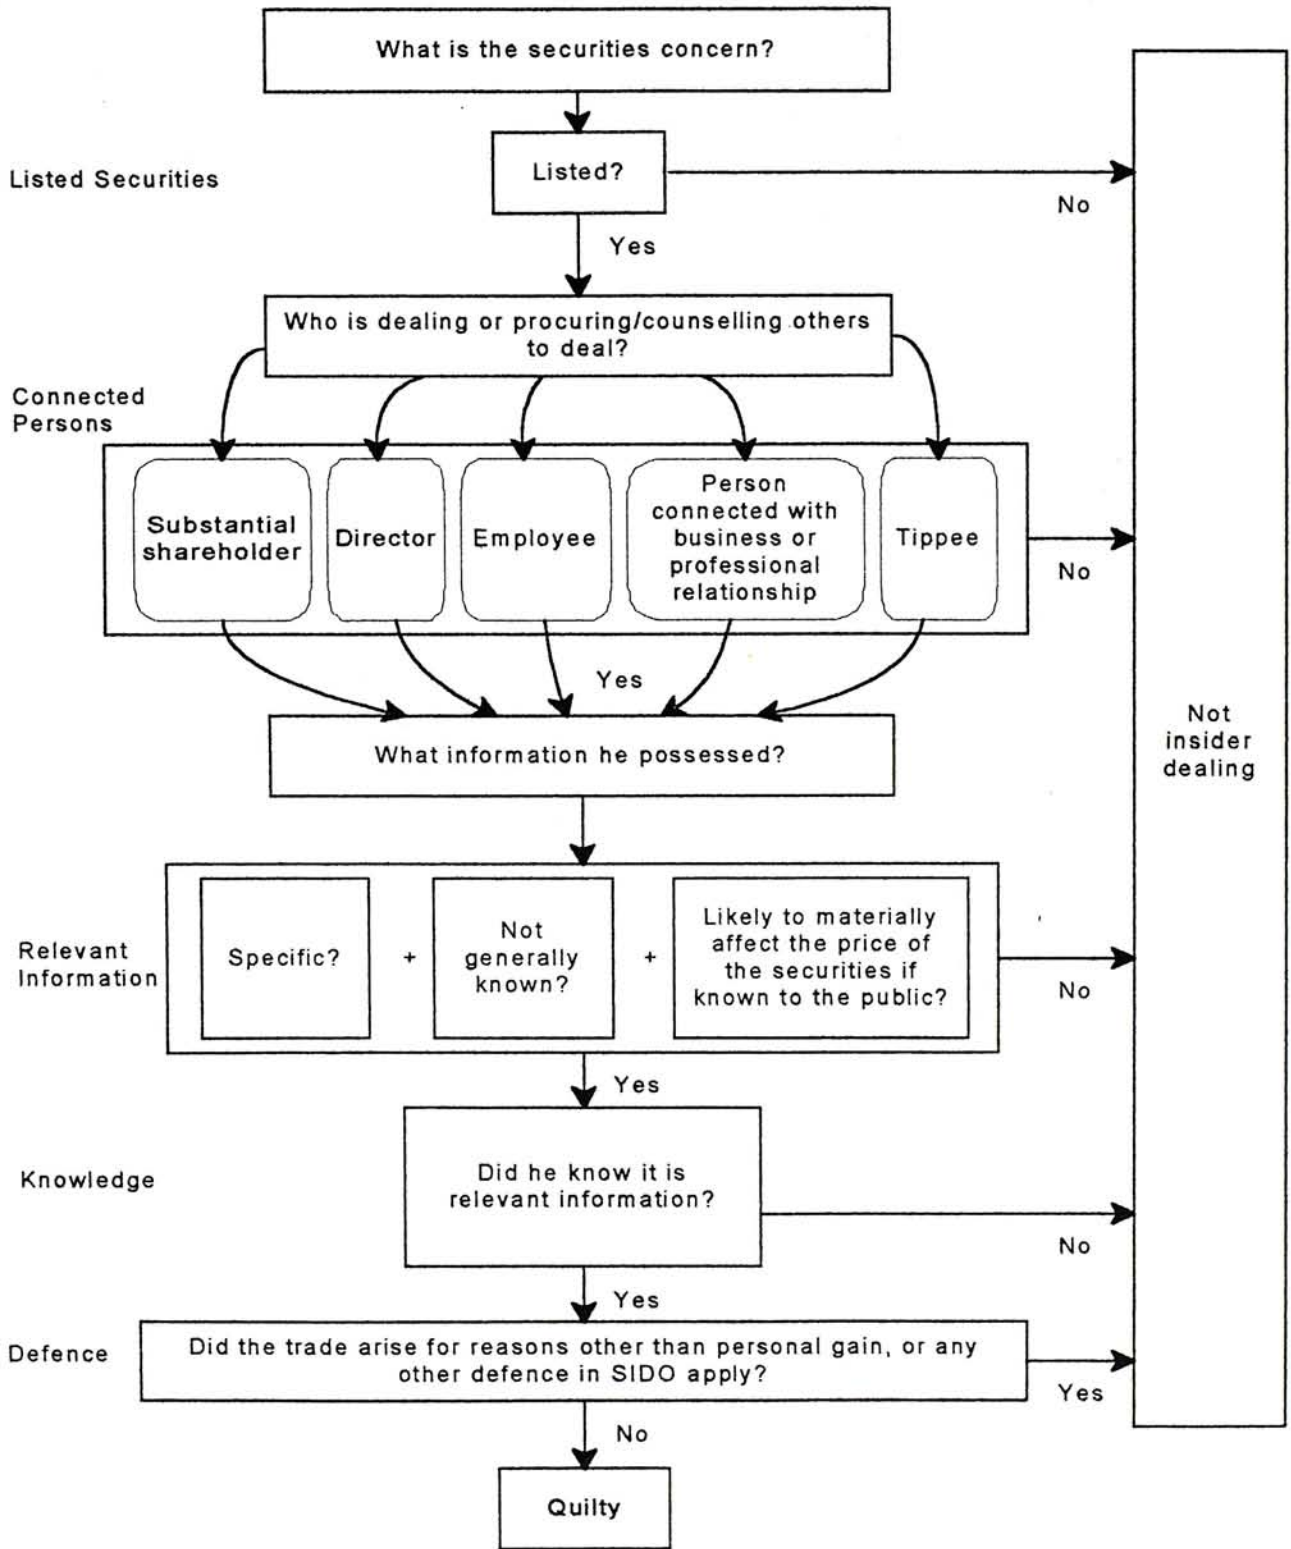 What is the securities concern?
Listed Securities
Listed?
No
Yes
Who is dealing or procuring/counselling others
to deal?
Connected
Persons
Substantial
shareholder
Director
Employee
Person
connected with
business or
professional
relationship
Tippee
No
Yes
What information he possessed?
Not
insider
dealing
Relevant
Information
Specific?
+
Not
generally
known?
+
Likely to materially
affect the price of
the securities if
known to the public?
No
Yes
Knowledge
Did he know it is
relevant information?
No
Yes
Defence
Did the trade arise for reasons other than personal gain, or any
other defence in SIDO apply?
Yes
No
Quilty